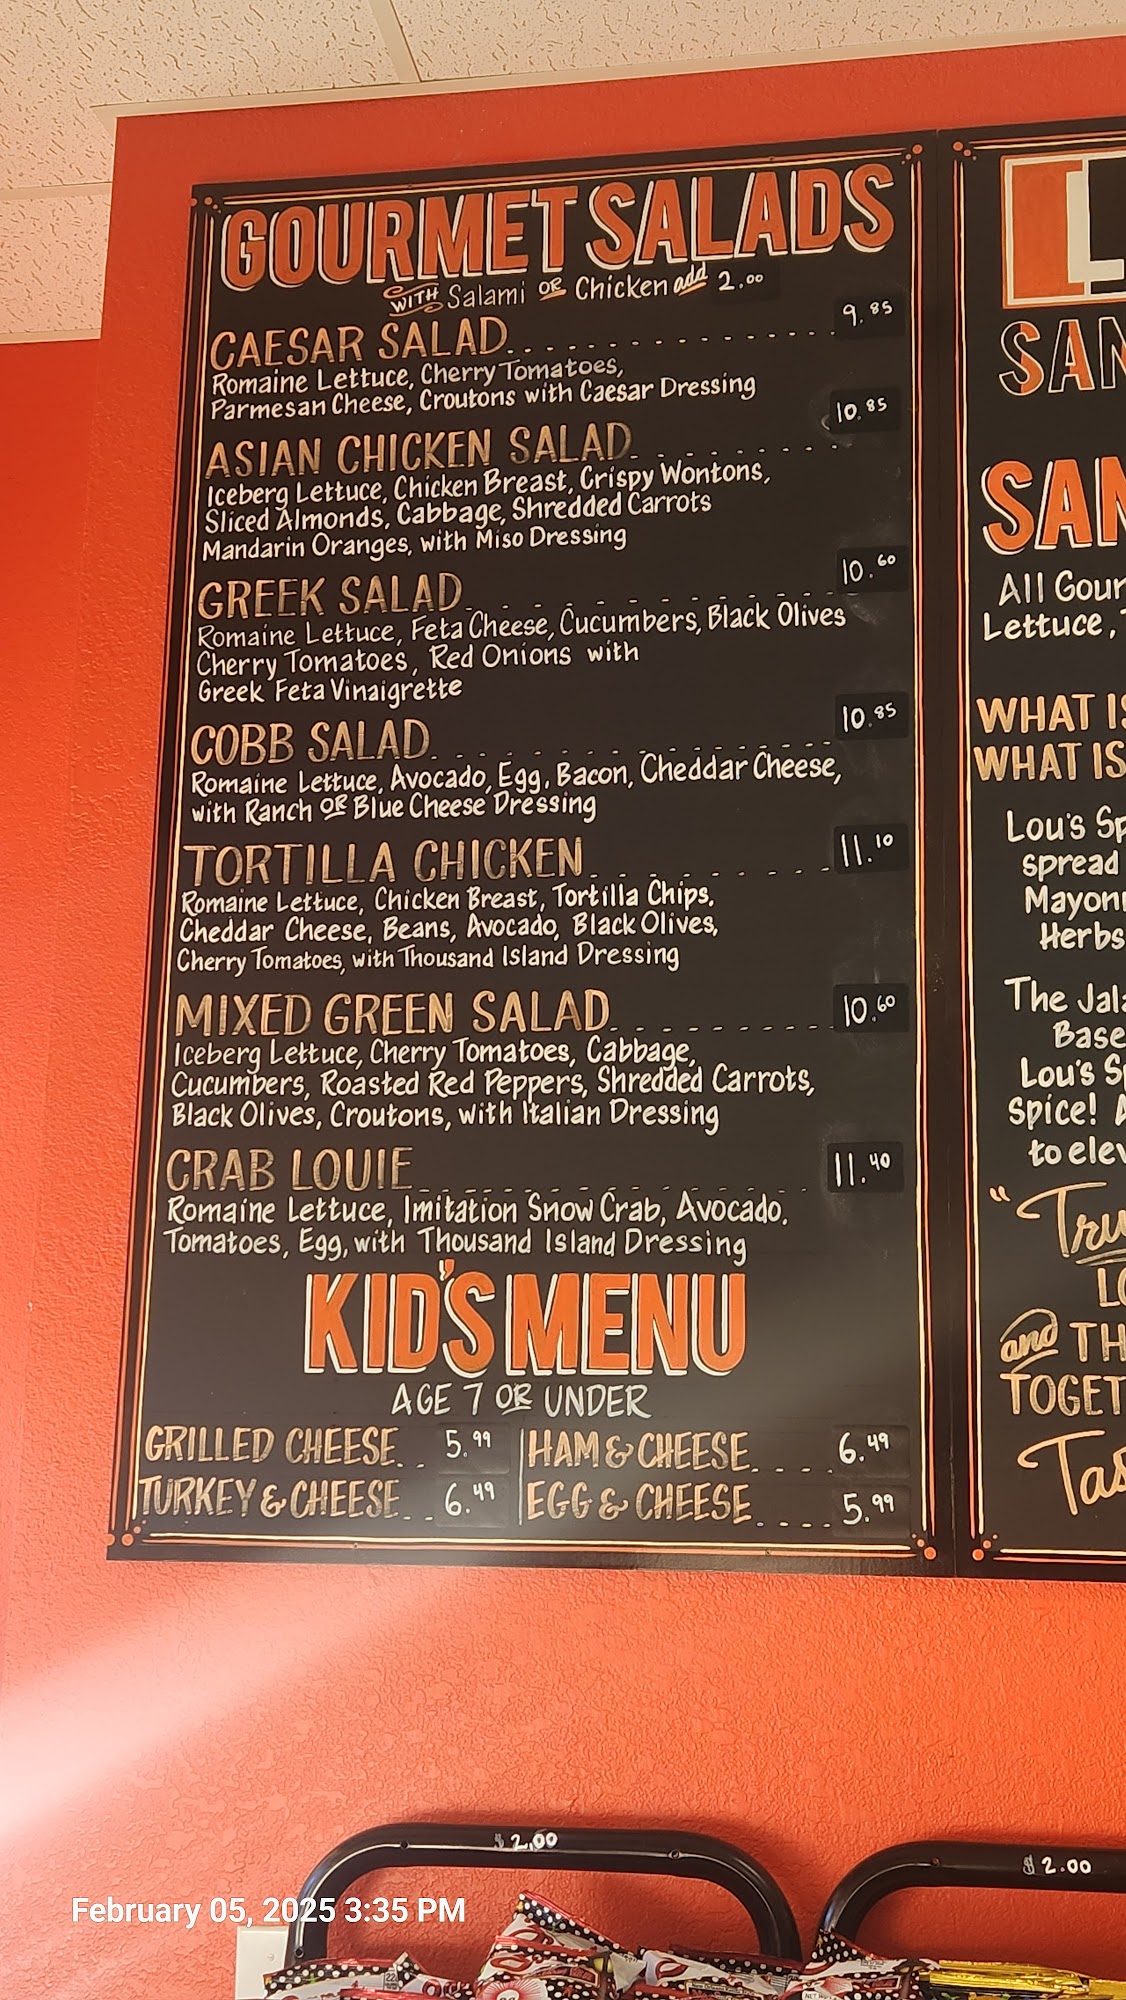 GOURMET SALADS
WITH Salami OR Chicken add 2.00
CAESAR SALAD 9.85
Romaine Lettuce, Cherry Tomatoes,
Parmesan Cheese, Croutons with Caesar Dressing
ASIAN CHICKEN SALAD 10.85
Iceberg Lettuce, Chicken Breast, Crispy Wontons,
Sliced Almonds, Cabbage, Shredded Carrots
Mandarin Oranges, with Miso Dressing
GREEK SALAD 10.60
Romaine Lettuce, Feta Cheese, Cucumbers, Black Olives
Cherry Tomatoes, Red Onions with
Greek Feta Vinaigrette
COBB SALAD 10.85
Romaine Lettuce, Avocado, Egg, Bacon, Cheddar Cheese,
with Ranch OR Blue Cheese Dressing
TORTILLA CHICKEN 11.10
Romaine Lettuce, Chicken Breast, Tortilla Chips,
Cheddar Cheese, Beans, Avocado, Black Olives,
Cherry Tomatoes, with Thousand Island Dressing
MIXED GREEN SALAD 10.60
Iceberg Lettuce, Cherry Tomatoes, Cabbage,
Cucumbers, Roasted Red Peppers, Shredded Carrots,
Black Olives, Croutons, with Italian Dressing
CRAB LOUIE 11.40
Romaine Lettuce, Imitation Snow Crab, Avocado,
Tomatoes, Egg, with Thousand Island Dressing
KID'S MENU
AGE 7 OR UNDER
GRILLED CHEESE 5.99
HAM & CHEESE 6.49
TURKEY & CHEESE 6.49
EGG & CHEESE 5.99
SAN
SAN
All Gour
Lettuce,
WHAT IS
WHAT IS
Lou's Sp
spread
Mayonn
Herbs
The Jala
Base
Lou's Sp
Spice! A
to elev
"Tru
LO
and TH
TOGET
Tas
$2.00
2.00
February 05, 2025 3:35 PM